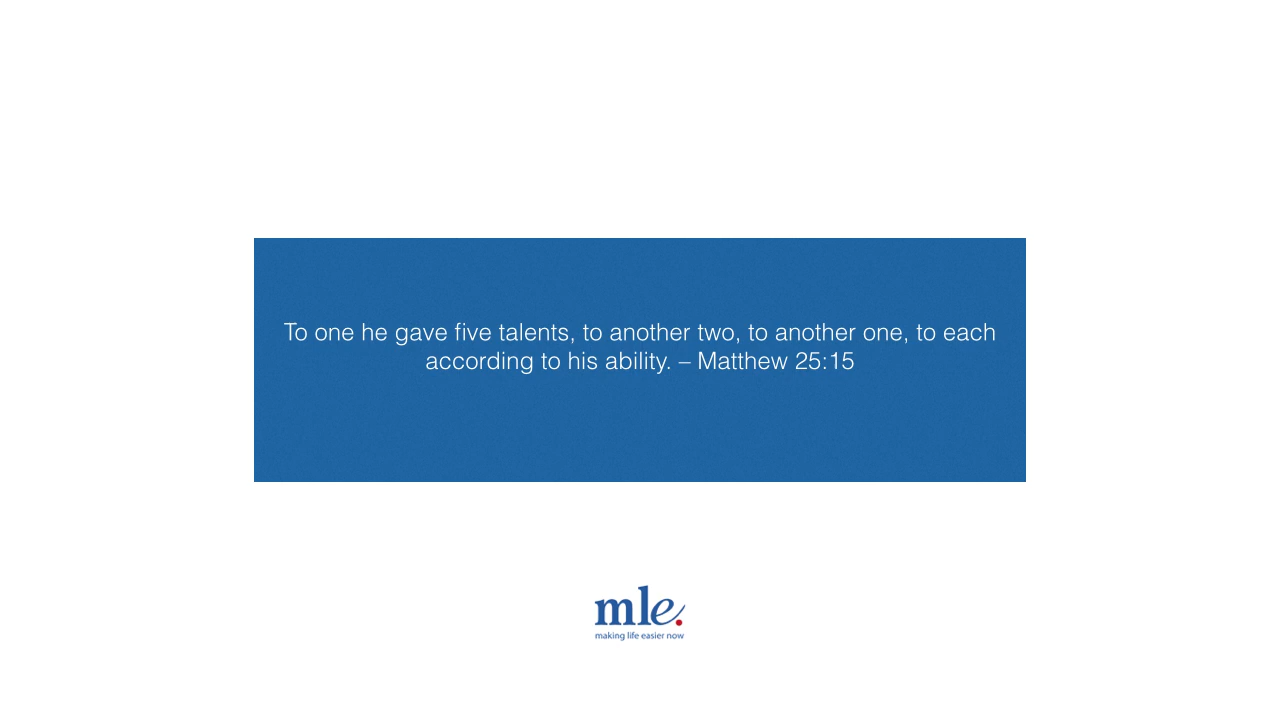 To one he gave five talents, to another two, to another one, to each
according to his ability. – Matthew 25:15
mle.
making life easier now